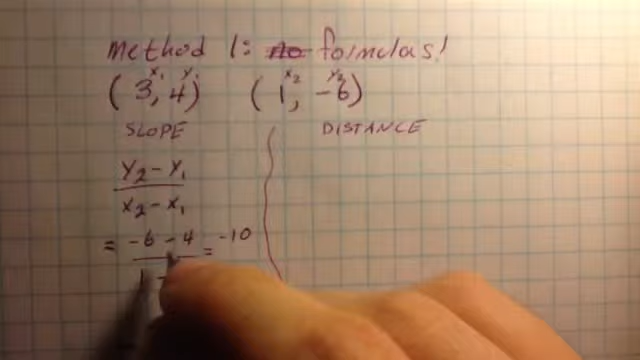 method 1: no formulas!
x₁ y₁ x₂ y₂
(3, 4) (1, -6)
SLOPE DISTANCE
y₂ - y₁
x₂ - x₁
= -6 - 4 = -10
1 -